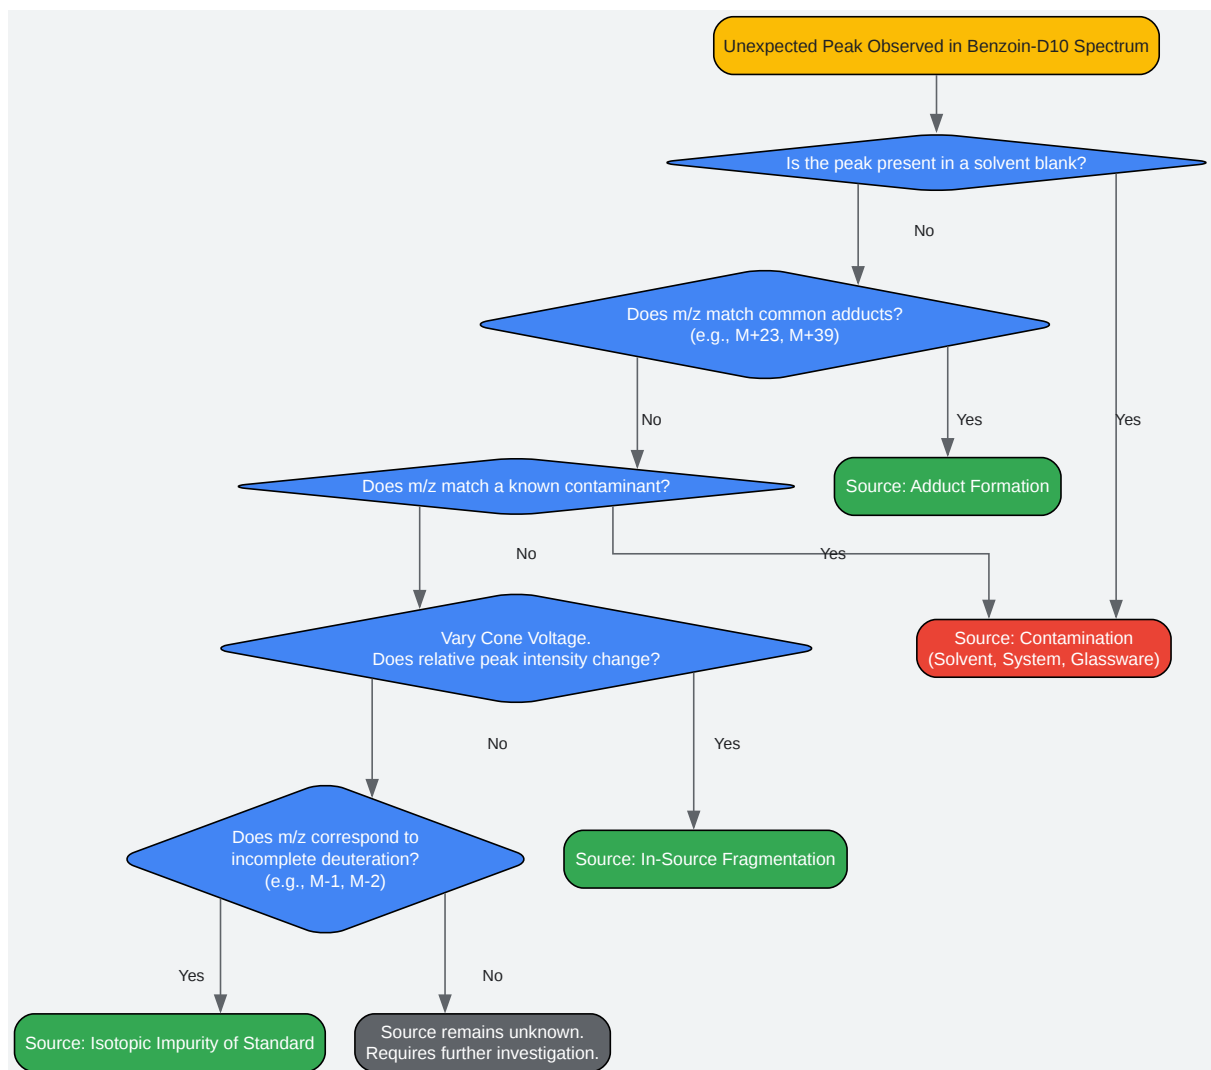 Unexpected Peak Observed in Benzoin-D10 Spectrum
Is the peak present in a solvent blank?
No
Does m/z match common adducts?
(e.g., M+23, M+39)
No
Yes
Yes
Does m/z match a known contaminant?
Source: Adduct Formation
No
Yes
Vary Cone Voltage.
Does relative peak intensity change?
Source: Contamination
(Solvent, System, Glassware)
No
Yes
Does m/z correspond to
incomplete deuteration?
(e.g., M-1, M-2)
Source: In-Source Fragmentation
Yes
No
Source: Isotopic Impurity of Standard
Source remains unknown.
Requires further investigation.